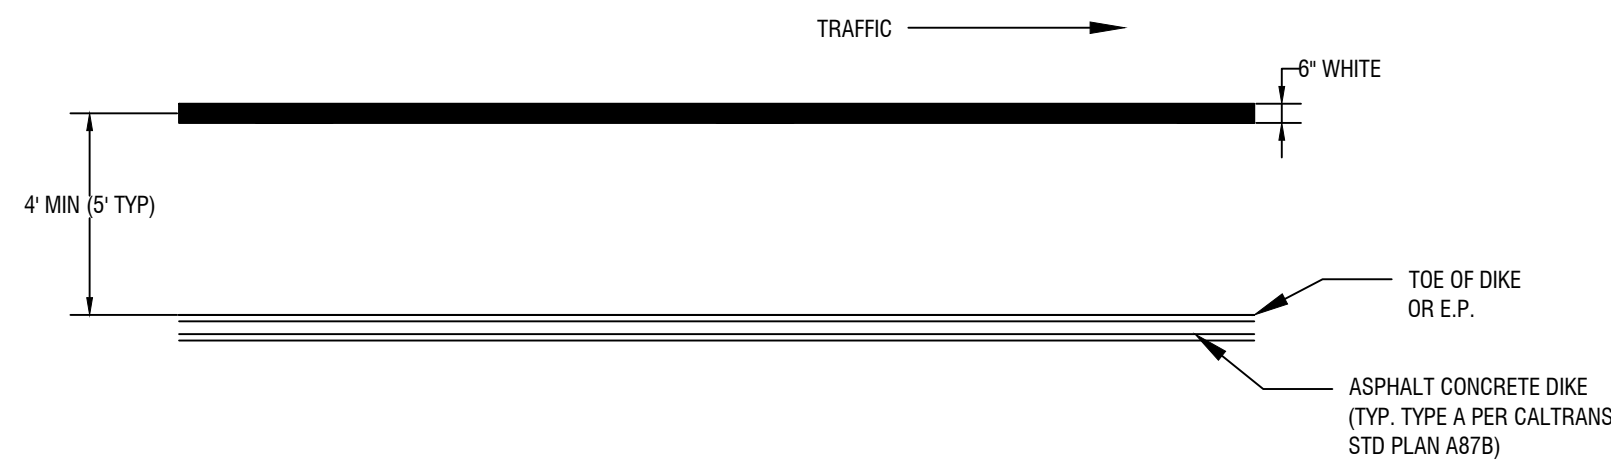 TRAFFIC
6" WHITE
4' MIN (5' TYP)
TOE OF DIKE
OR E.P.
ASPHALT CONCRETE DIKE
(TYP. TYPE A PER CALTRANS
STD PLAN A87B)